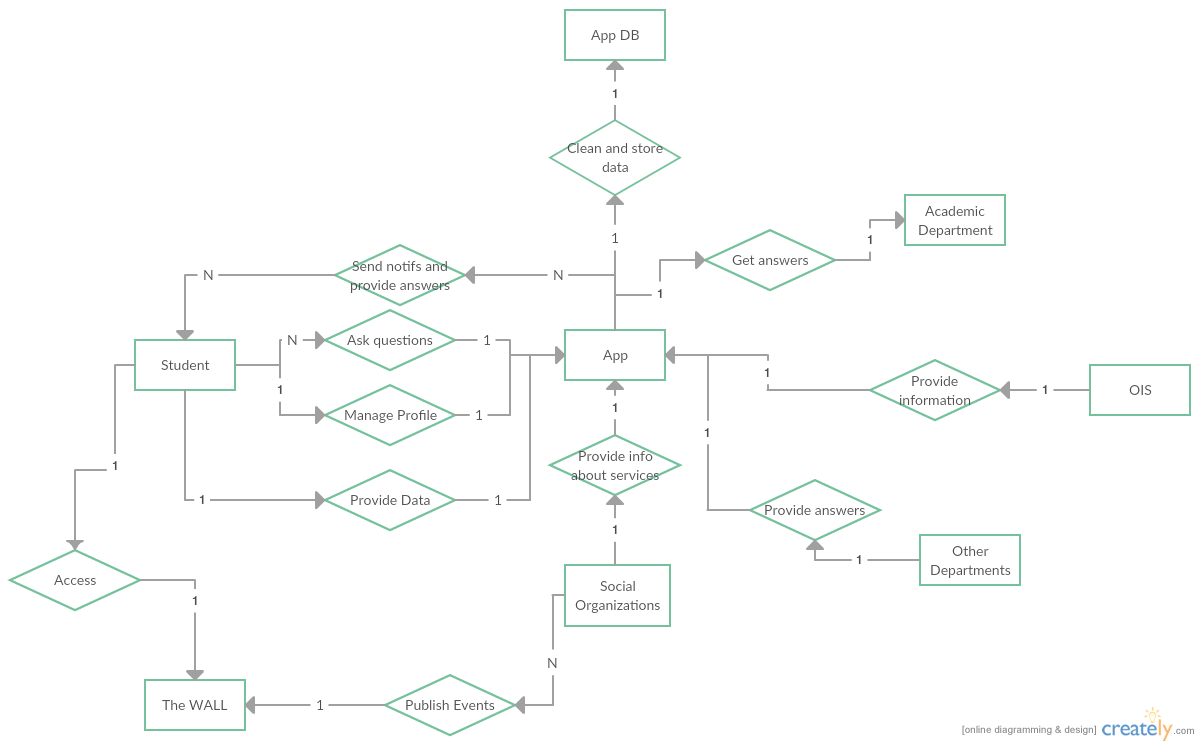 App DB
1
Clean and store
data
1
Academic
Department
1
Get answers
1
Send notifs and
provide answers
N
N
Student
N
Ask questions
1
App
1
Manage Profile
1
1
Provide
information
1
OIS
1
Provide info
about services
1
1
Provide Data
1
1
Provide answers
1
Other
Departments
1
Access
1
Social
Organizations
N
The WALL
1
Publish Events
[online diagramming & design] creately.com